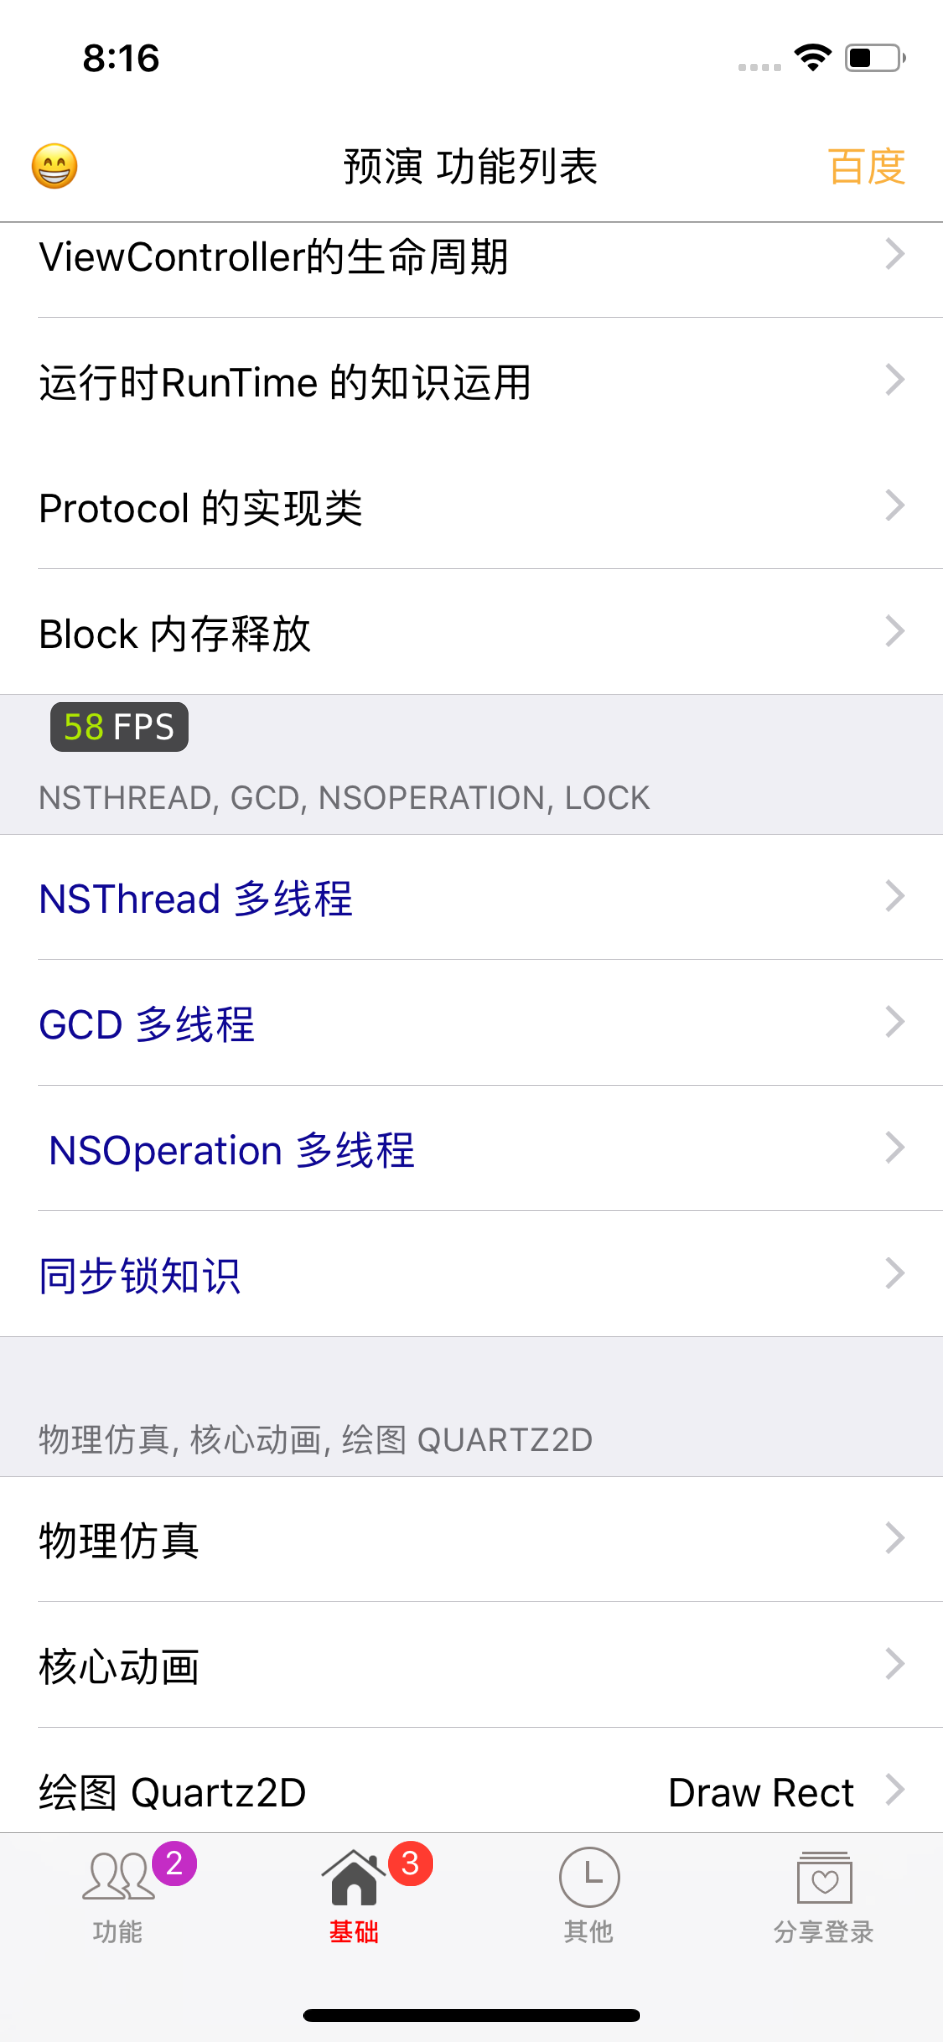 8:16
预演 功能列表
百度
ViewController的生命周期
运行时RunTime 的知识运用
Protocol 的实现类
Block 内存释放
58 FPS
NSTHREAD, GCD, NSOPERATION, LOCK
NSThread 多线程
GCD 多线程
NSOperation 多线程
同步锁知识
物理仿真, 核心动画, 绘图 QUARTZ2D
物理仿真
核心动画
绘图 Quartz2D Draw Rect
2
3
功能
基础
其他
分享登录